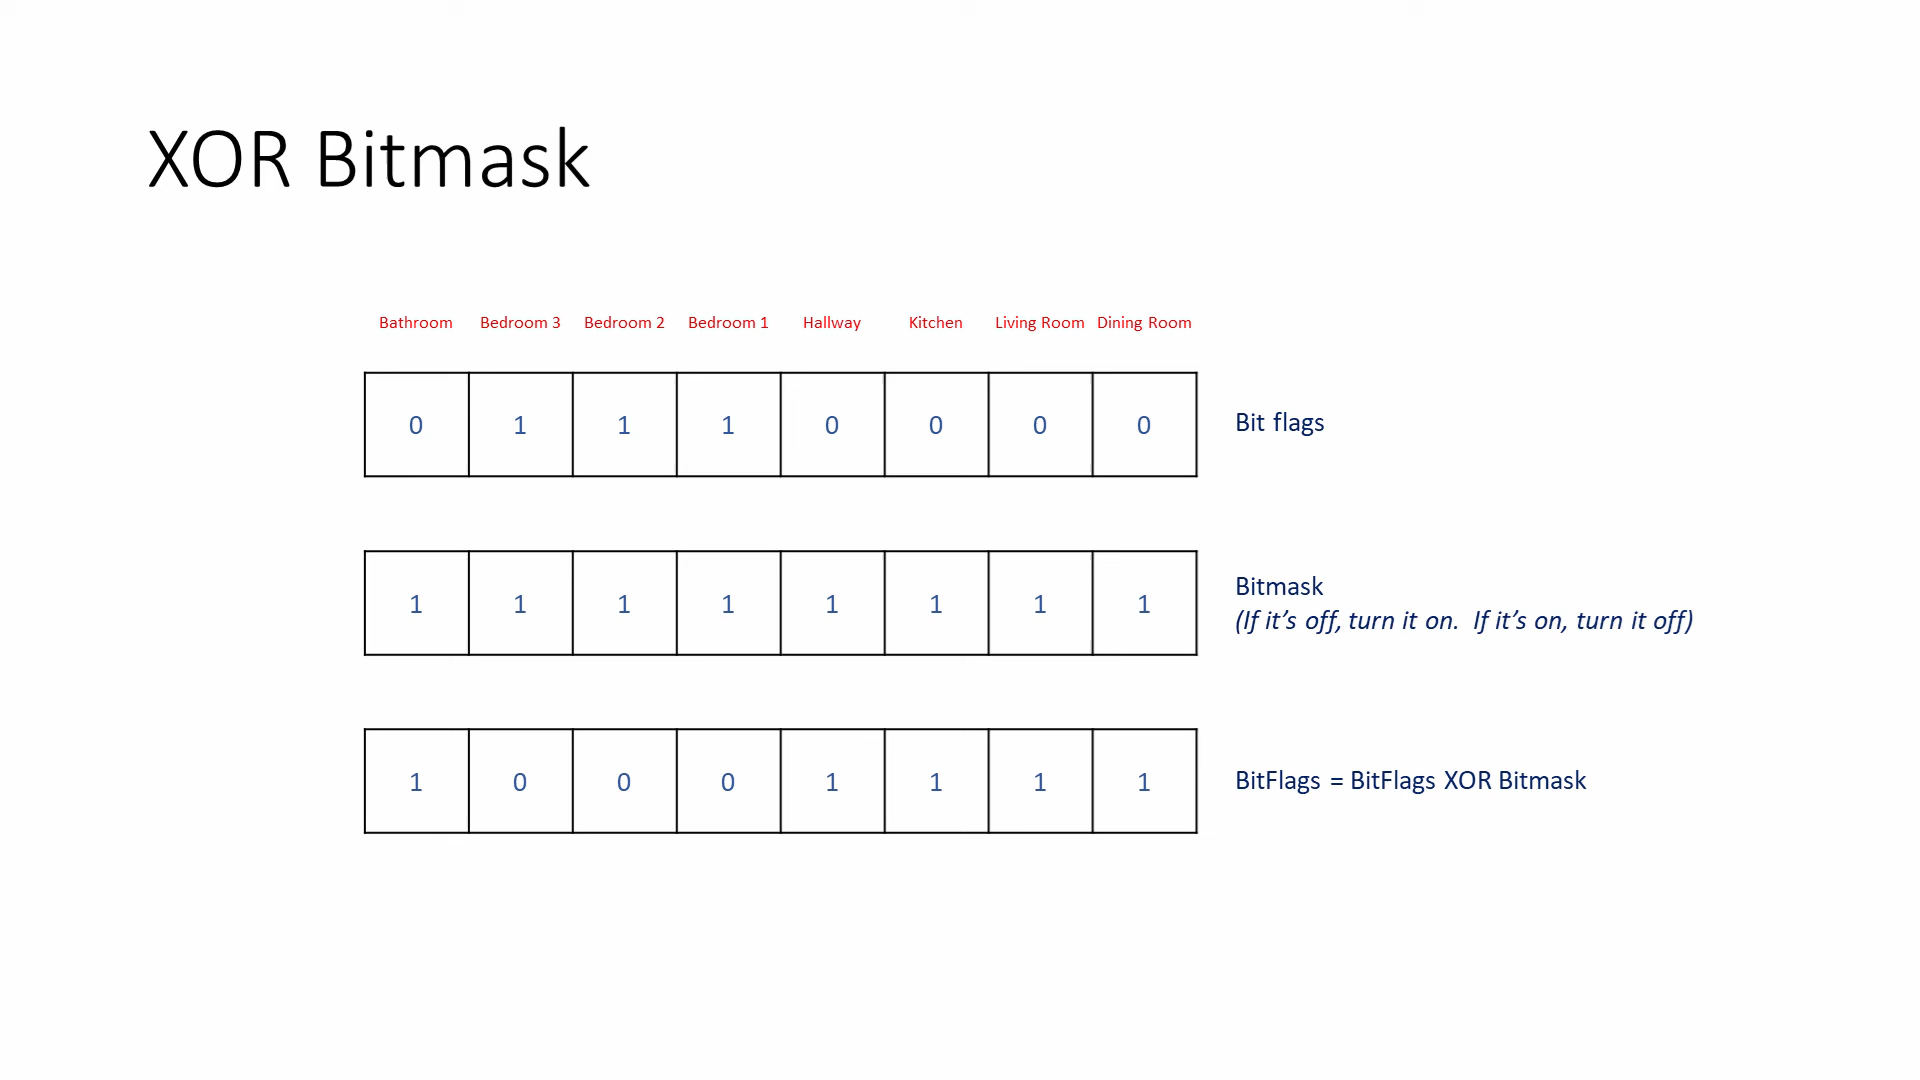 XOR Bitmask
Bathroom Bedroom 3 Bedroom 2 Bedroom 1 Hallway Kitchen Living Room Dining Room
0 1 1 1 0 0 0 0 Bit flags
1 1 1 1 1 1 1 1 Bitmask
(If it’s off, turn it on.  If it’s on, turn it off)
1 0 0 0 1 1 1 1 BitFlags = BitFlags XOR Bitmask